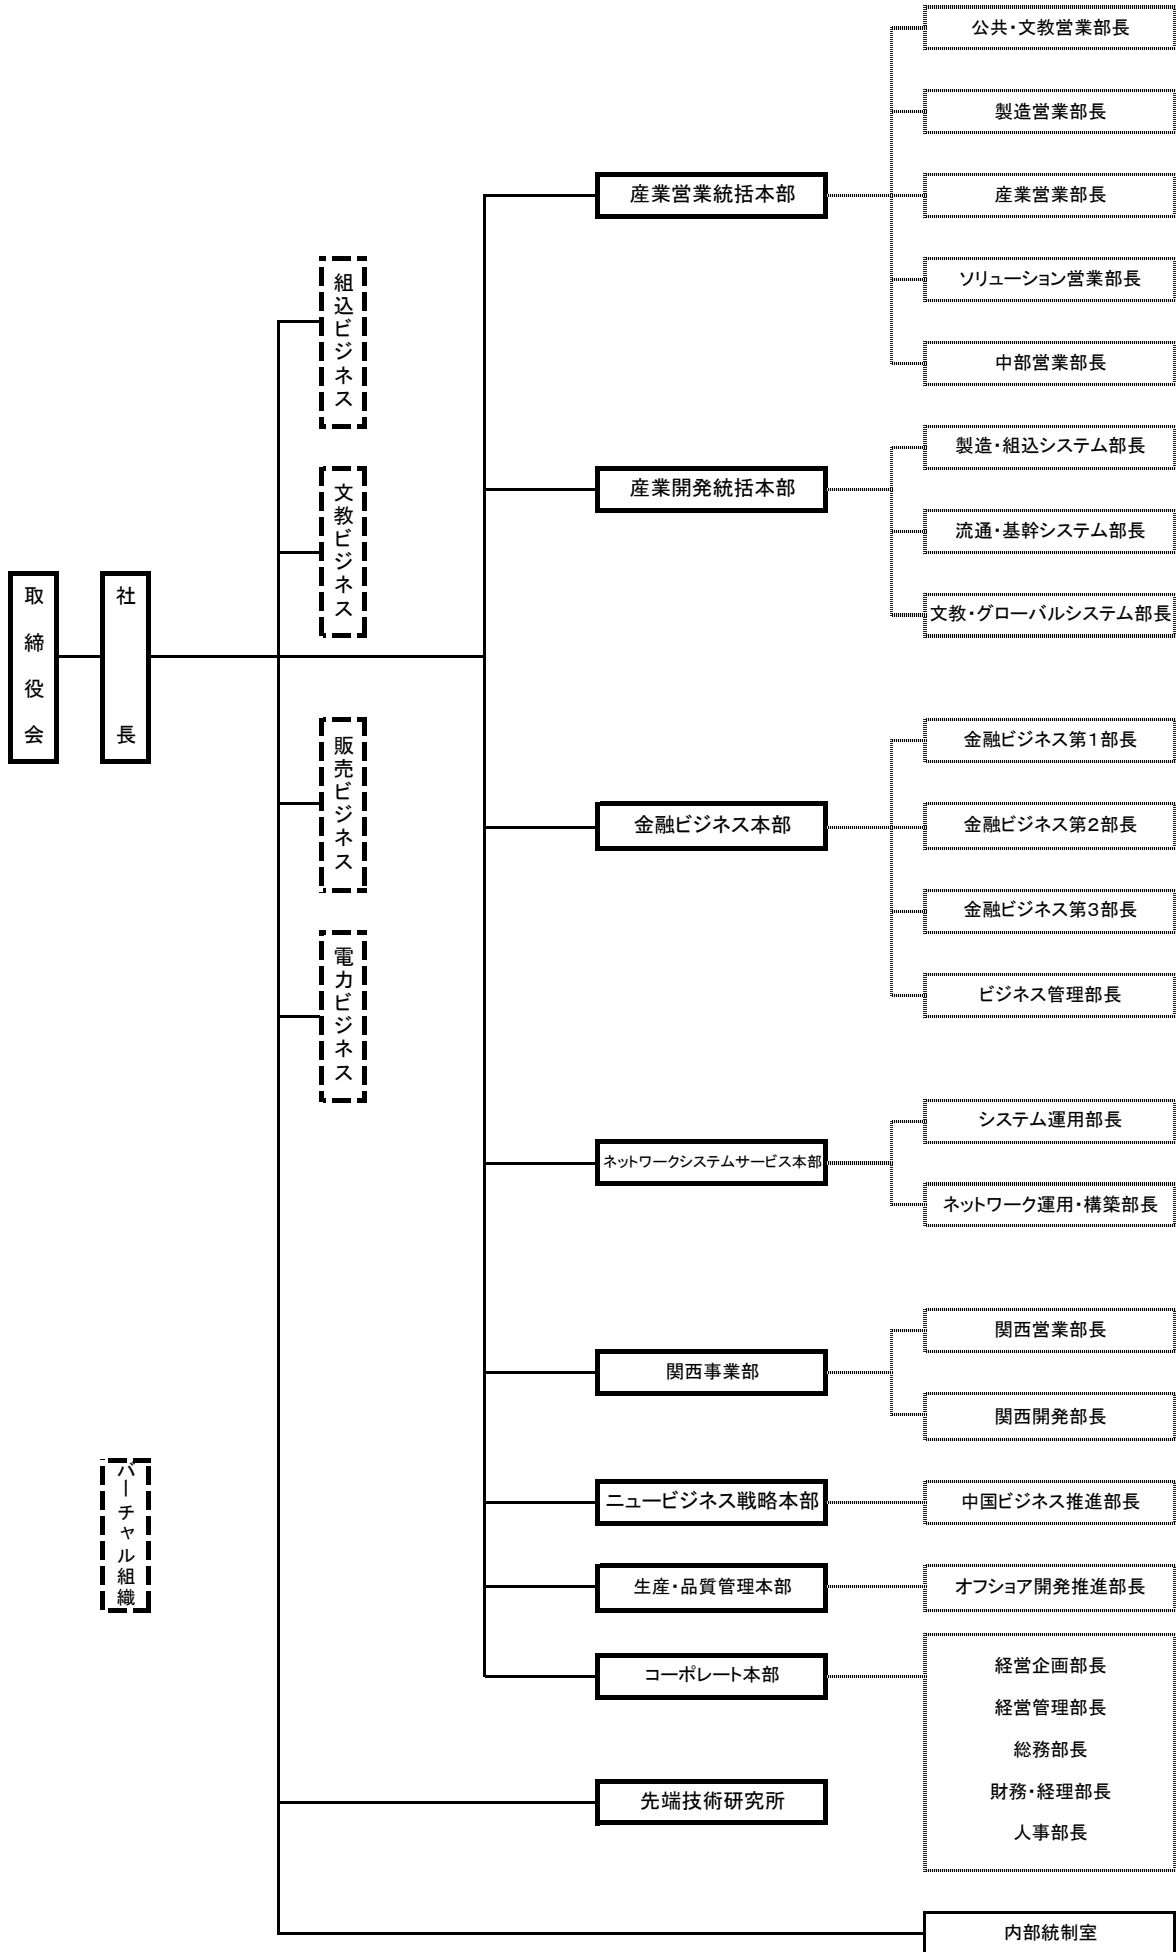 取締役会
社長
組込ビジネス
文教ビジネス
販売ビジネス
電力ビジネス
バーチャル組織
産業営業統括本部
公共・文教営業部長
製造営業部長
産業営業部長
ソリューション営業部長
中部営業部長
産業開発統括本部
製造・組込システム部長
流通・基幹システム部長
文教・グローバルシステム部長
金融ビジネス本部
金融ビジネス第1部長
金融ビジネス第2部長
金融ビジネス第3部長
ビジネス管理部長
ネットワークシステムサービス本部
システム運用部長
ネットワーク運用・構築部長
関西事業部
関西営業部長
関西開発部長
ニュービジネス戦略本部
中国ビジネス推進部長
生産・品質管理本部
オフショア開発推進部長
コーポレート本部
経営企画部長
経営管理部長
総務部長
財務・経理部長
人事部長
先端技術研究所
内部統制室